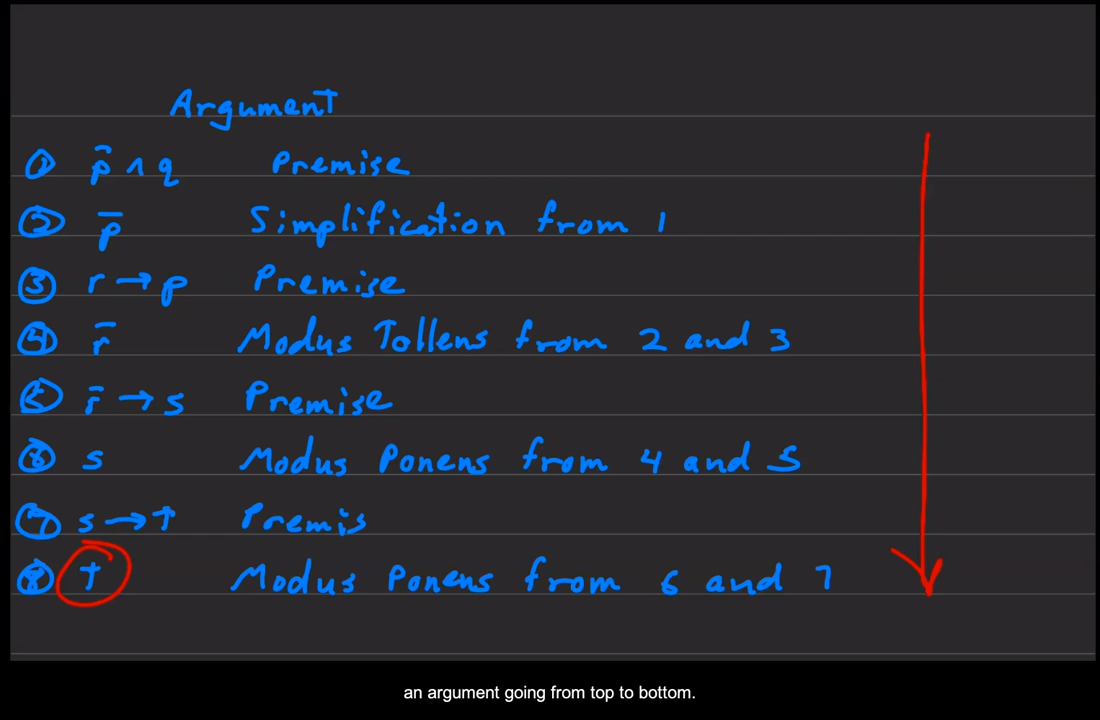 Argument
① p̄ ∧ q Premise
② p̄ Simplification from 1
③ r → p Premise
④ r̄ Modus Tollens from 2 and 3
⑤ r̄ → s Premise
⑥ s Modus Ponens from 4 and 5
⑦ s → t Premis
⑧ t Modus Ponens from 6 and 7
an argument going from top to bottom.